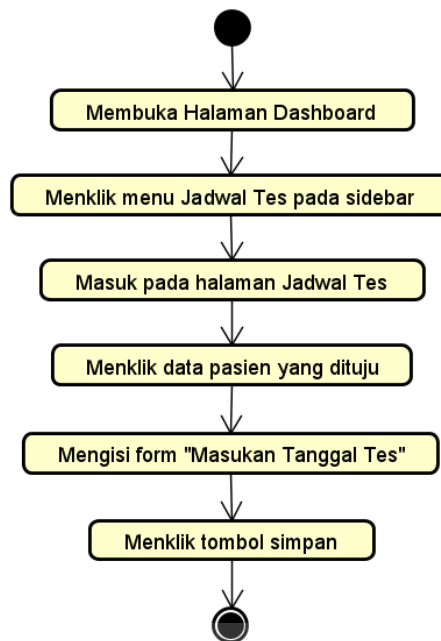 Membuka Halaman Dashboard
Menklik menu Jadwal Tes pada sidebar
Masuk pada halaman Jadwal Tes
Menklik data pasien yang dituju
Mengisi form "Masukan Tanggal Tes"
Menklik tombol simpan